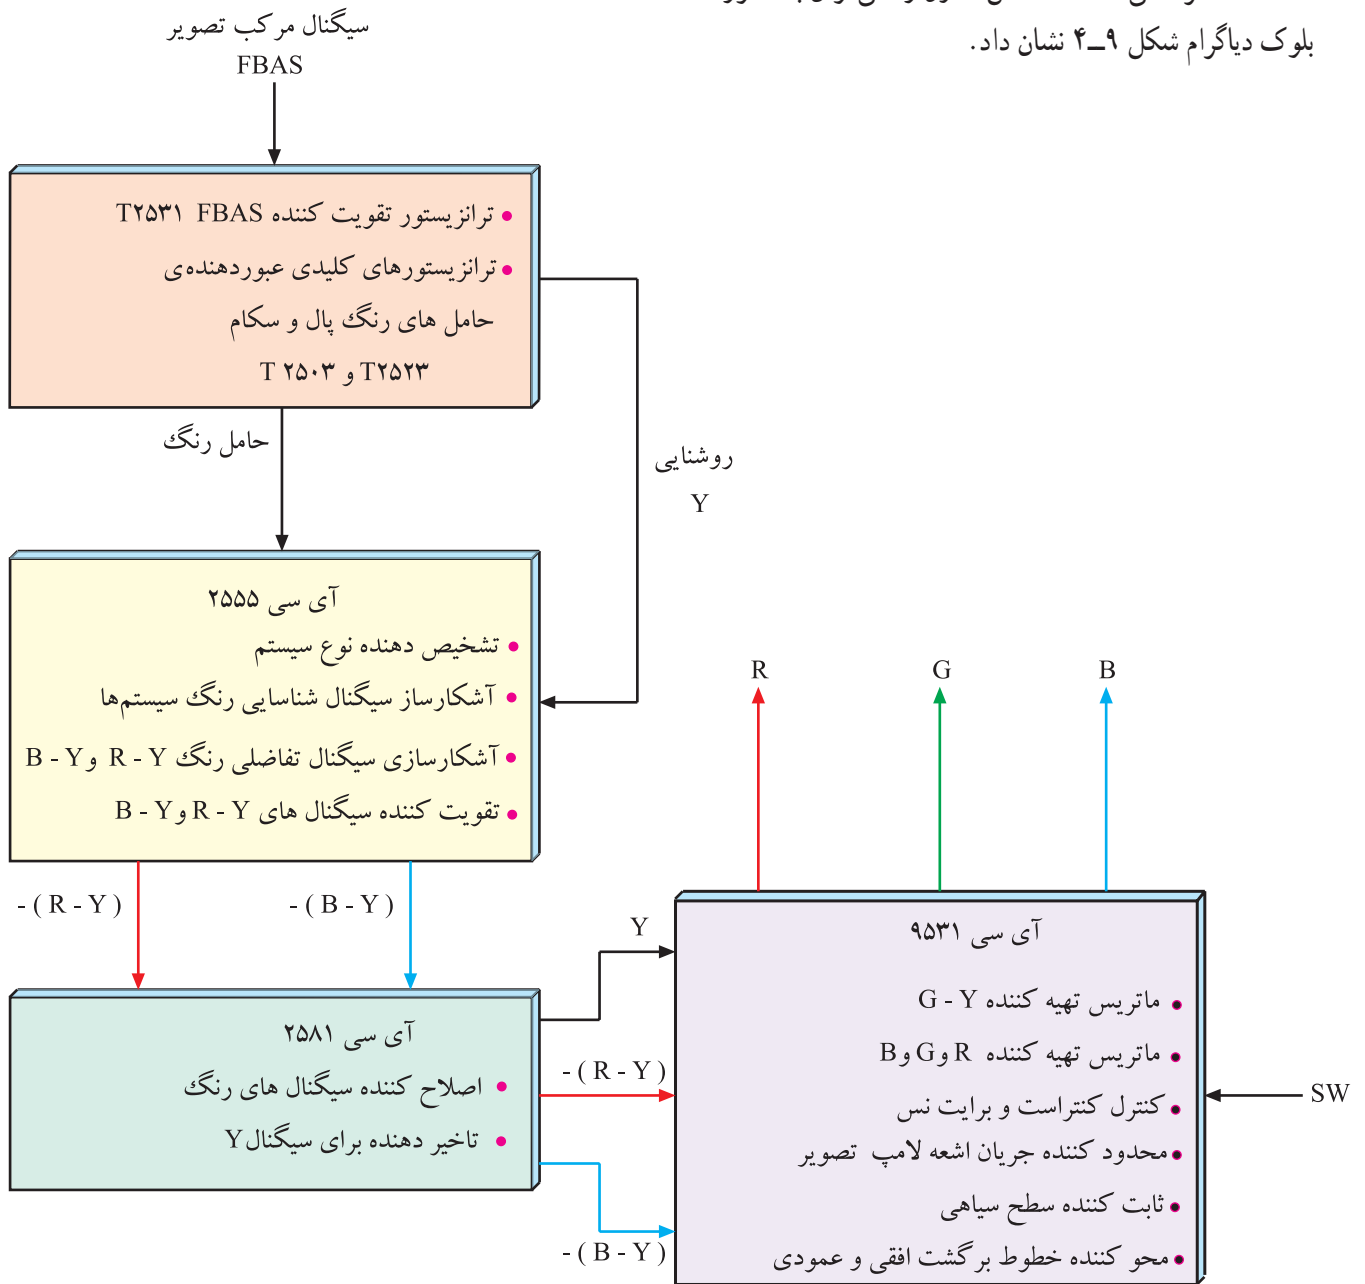 بلوک دیاگرام شکل ۹ــ۴ نشان داد.
سیگنال مرکب تصویر
FBAS
• ترانزیستور تقویت کننده T۲۵۳۱ FBAS
• ترانزیستورهای کلیدی عبوردهنده‌ی
حامل های رنگ پال و سکام
T۲۵۲۳ و T ۲۵۰۳
حامل رنگ
روشنایی
Y
آی سی ۲۵۵۵
• تشخیص دهنده نوع سیستم
• آشکارساز سیگنال شناسایی رنگ سیستم‌ها
• آشکارسازی سیگنال تفاضلی رنگ R - Y و B - Y
• تقویت کننده سیگنال های R - Y و B - Y
- ( R - Y )
- ( B - Y )
آی سی ۲۵۸۱
• اصلاح کننده سیگنال های رنگ
• تاخیر دهنده برای سیگنال Y
Y
- ( R - Y )
- ( B - Y )
R
G
B
آی سی ۹۵۳۱
• ماتریس تهیه کننده G - Y
• ماتریس تهیه کننده R و G و B
• کنترل کنتراست و برایت نس
• محدود کننده جریان اشعه لامپ تصویر
• ثابت کننده سطح سیاهی
• محو کننده خطوط برگشت افقی و عمودی
SW